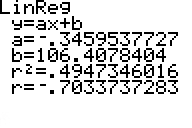 LinReg
y=ax+b
a=-.3459537727
b=106.4078404
r²=.4947346016
r=-.7033737283